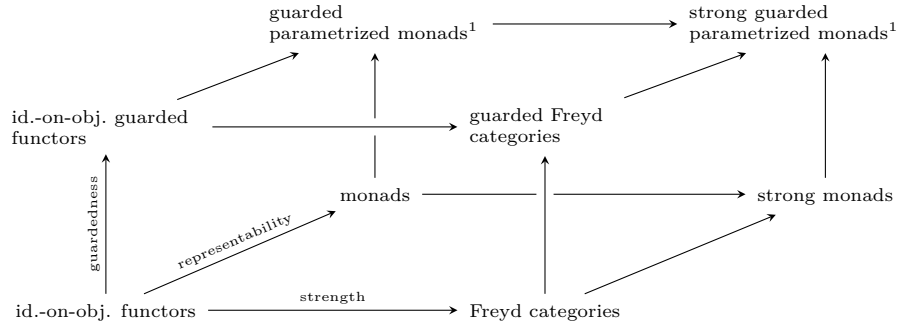 guarded
parametrized monads¹
strong guarded
parametrized monads¹
id.-on-obj. guarded
functors
guarded Freyd
categories
guardedness
representability
monads
strong monads
id.-on-obj. functors
strength
Freyd categories